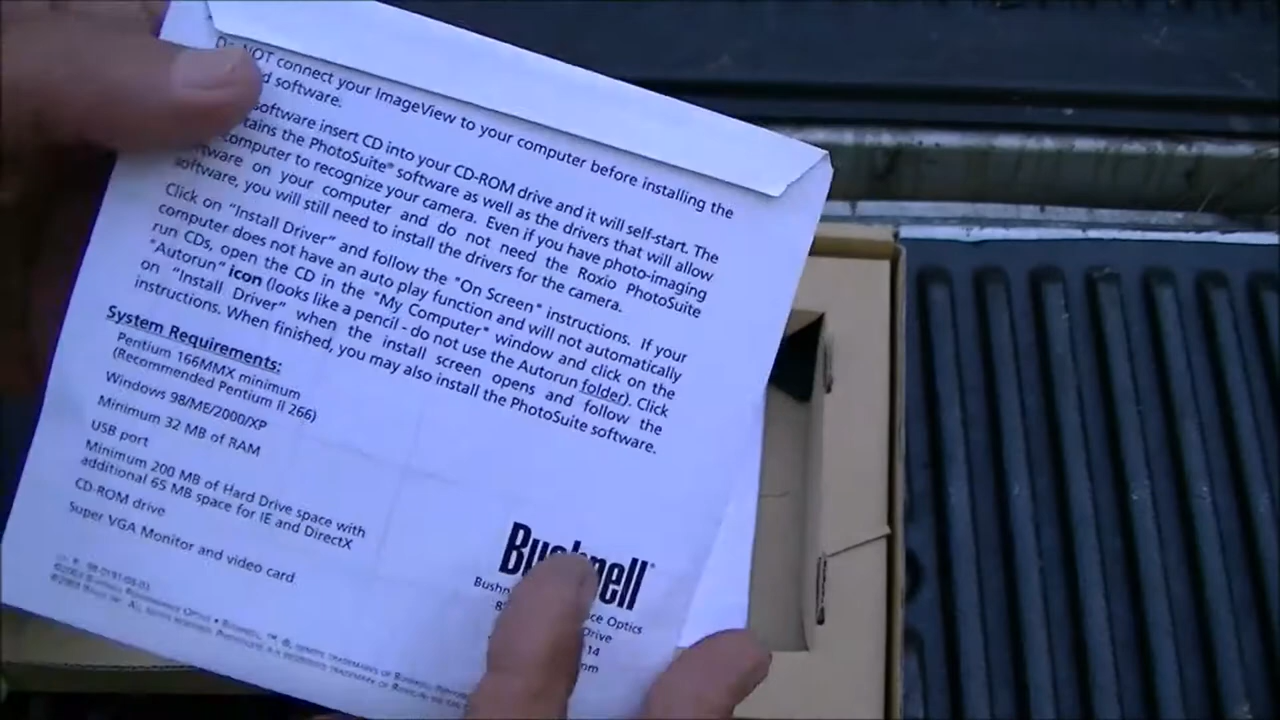 NOT connect your ImageView to your computer before installing the
software.
software insert CD into your CD-ROM drive and it will self-start. The
the PhotoSuite® software as well as the drivers that will allow
computer to recognize your camera. Even if you have photo-imaging
software on your computer and do not need the Roxio PhotoSuite
software, you will still need to install the drivers for the camera.
Click on "Install Driver" and follow the "On Screen" instructions. If your
computer does not have an auto play function and will not automatically
run CDs, open the CD in the "My Computer" window and click on the
"Autorun" icon (looks like a pencil - do not use the Autorun folder). Click
on "Install Driver" when the install screen opens and follow the
instructions. When finished, you may also install the PhotoSuite software.
System Requirements:
Pentium 166MMX minimum
(Recommended Pentium II 266)
Windows 98/ME/2000/XP
Minimum 32 MB of RAM
USB port
Minimum 200 MB of Hard Drive space with
additional 65 MB space for IE and DirectX
CD-ROM drive
Super VGA Monitor and video card
Bushnell®
Optics
Drive